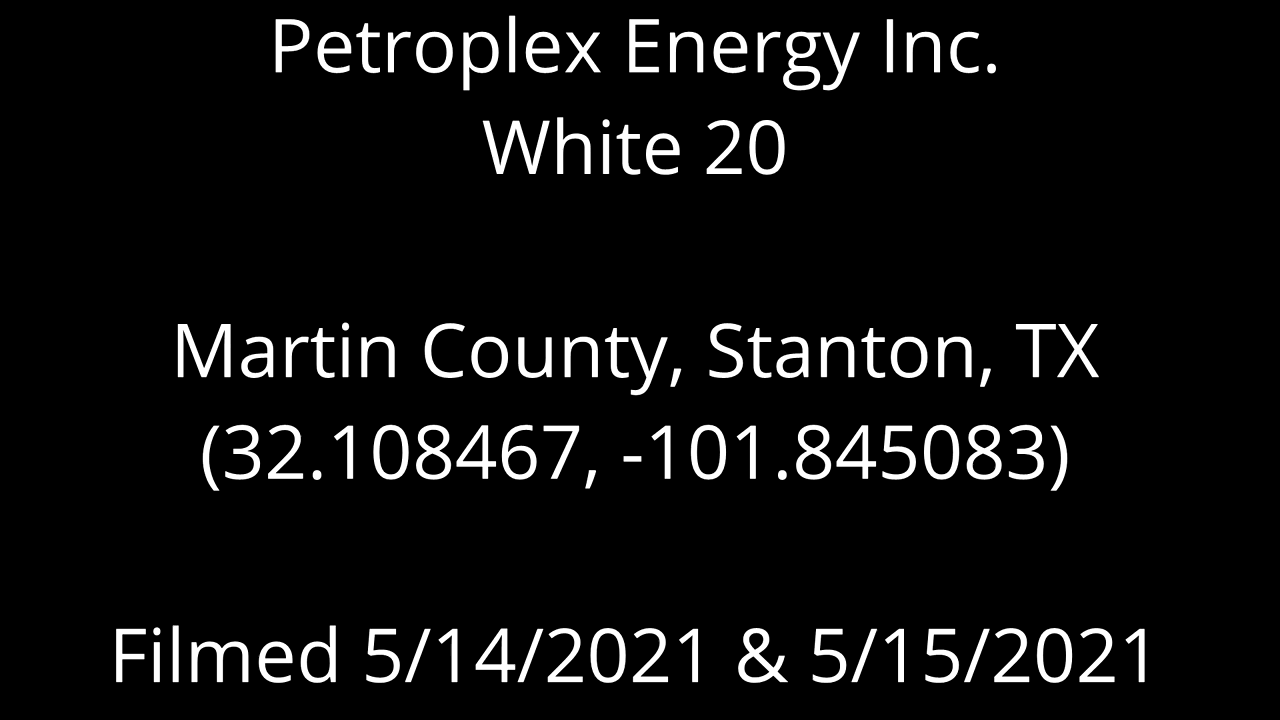 Petroplex Energy Inc.
White 20
Martin County, Stanton, TX
(32.108467, -101.845083)
Filmed 5/14/2021 & 5/15/2021